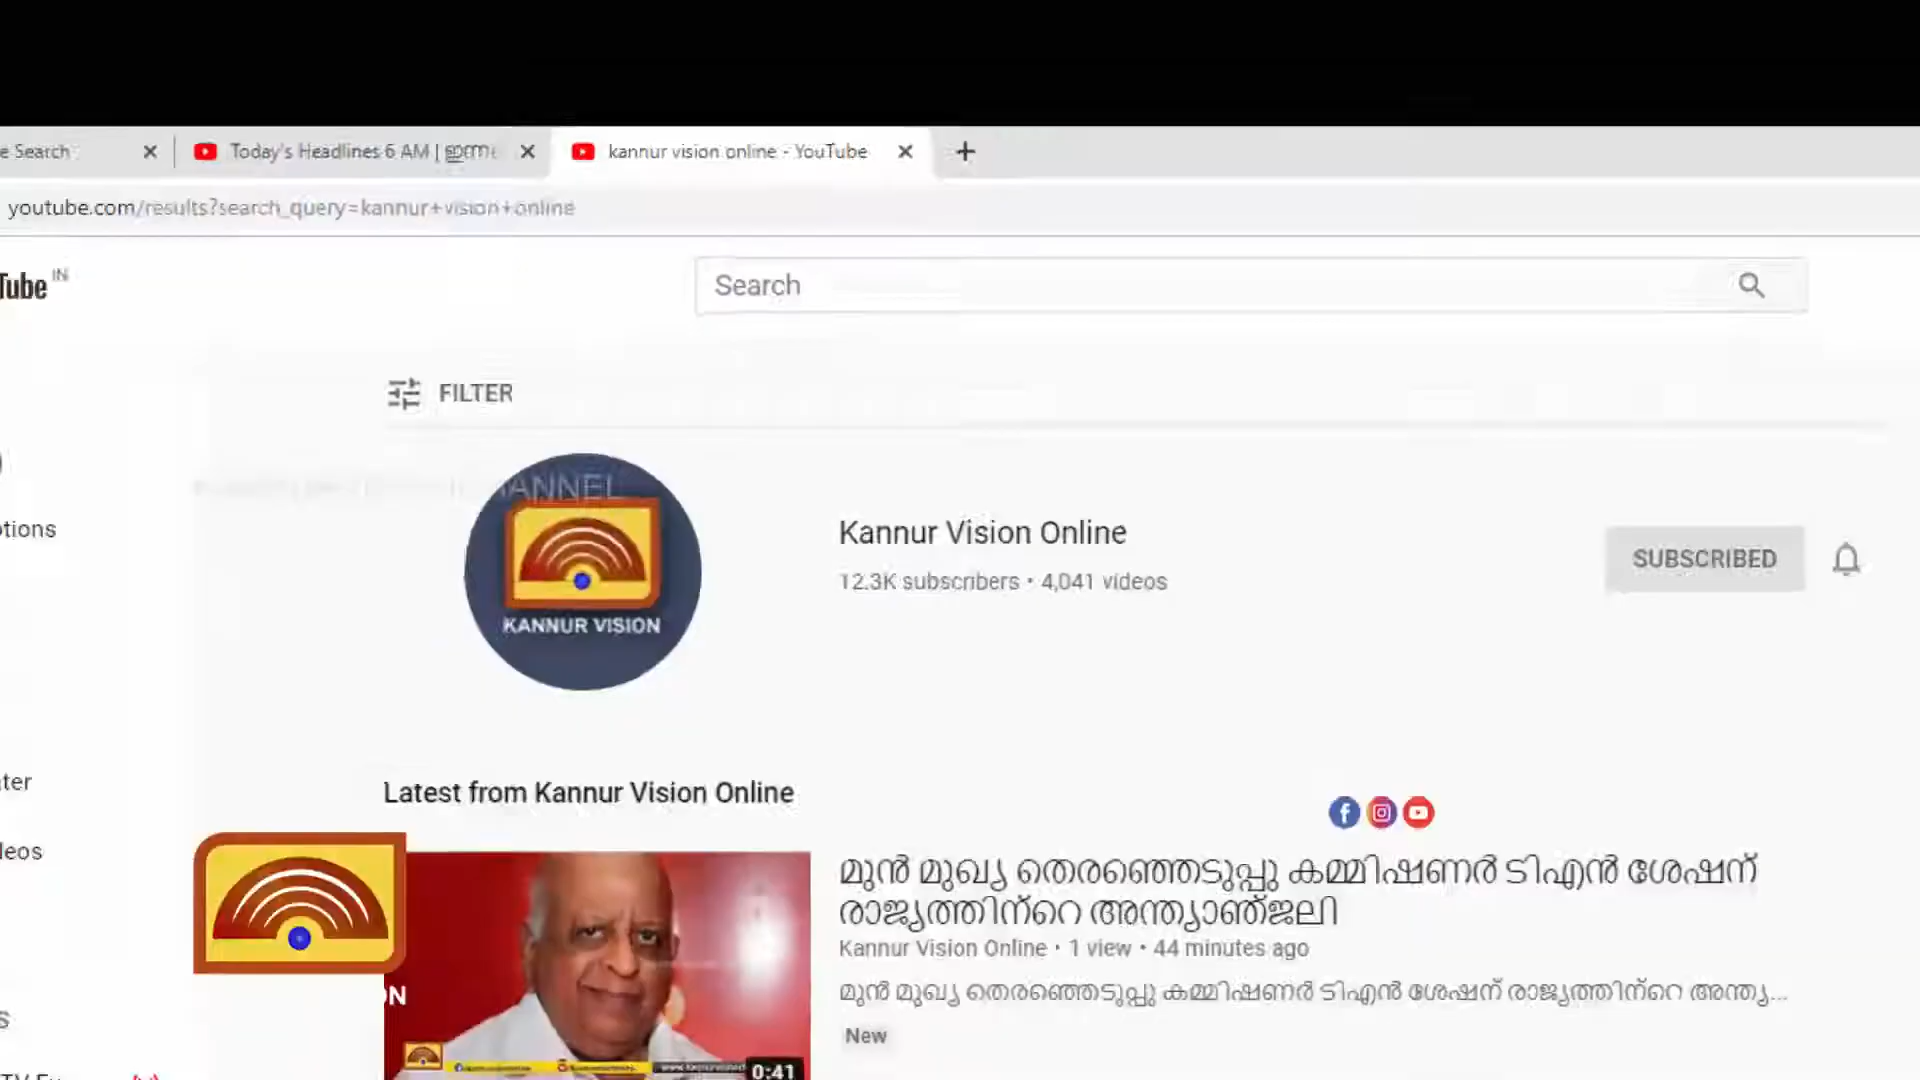 e Search
Today's Headlines 6 AM |
kannur vision online - YouTube
youtube.com/results?search_query=kannur+vision+online
Tube IN
Search
FILTER
ANNEL
KANNUR VISION
Kannur Vision Online
12.3K subscribers • 4,041 videos
SUBSCRIBED
otions
Latest from Kannur Vision Online
ter
leos
മുൻ മുഖ്യ തെരഞ്ഞെടുപ്പു കമ്മിഷണർ ടിഎൻ ശേഷന്
രാജ്യത്തിന്റെ അന്ത്യാഞ്ജലി
Kannur Vision Online • 1 view • 44 minutes ago
മുൻ മുഖ്യ തെരഞ്ഞെടുപ്പു കമ്മിഷണർ ടിഎൻ ശേഷന് രാജ്യത്തിന്റെ അന്ത്യ...
ON
S
New
0:41